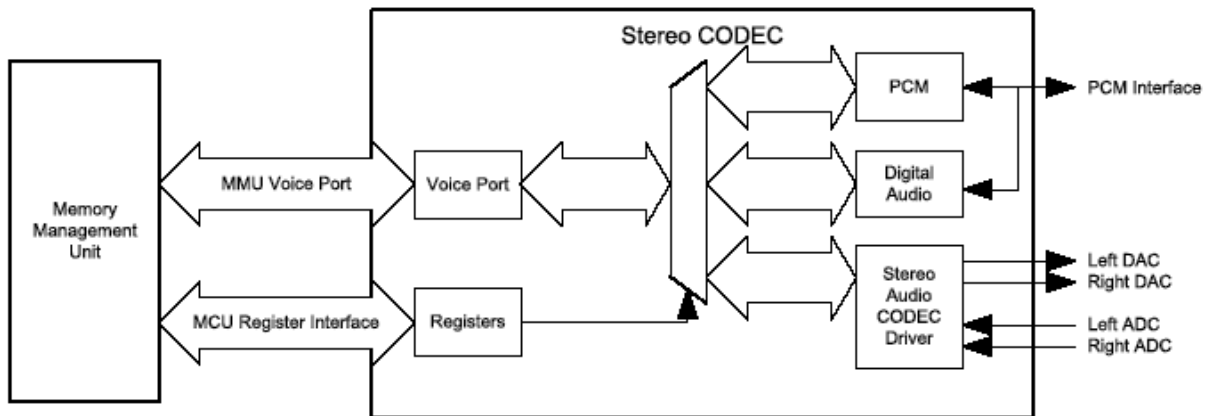 Stereo CODEC
Memory
Management
Unit
MMU Voice Port
Voice Port
MCU Register Interface
Registers
PCM
PCM Interface
Digital
Audio
Stereo
Audio
CODEC
Driver
Left DAC
Right DAC
Left ADC
Right ADC